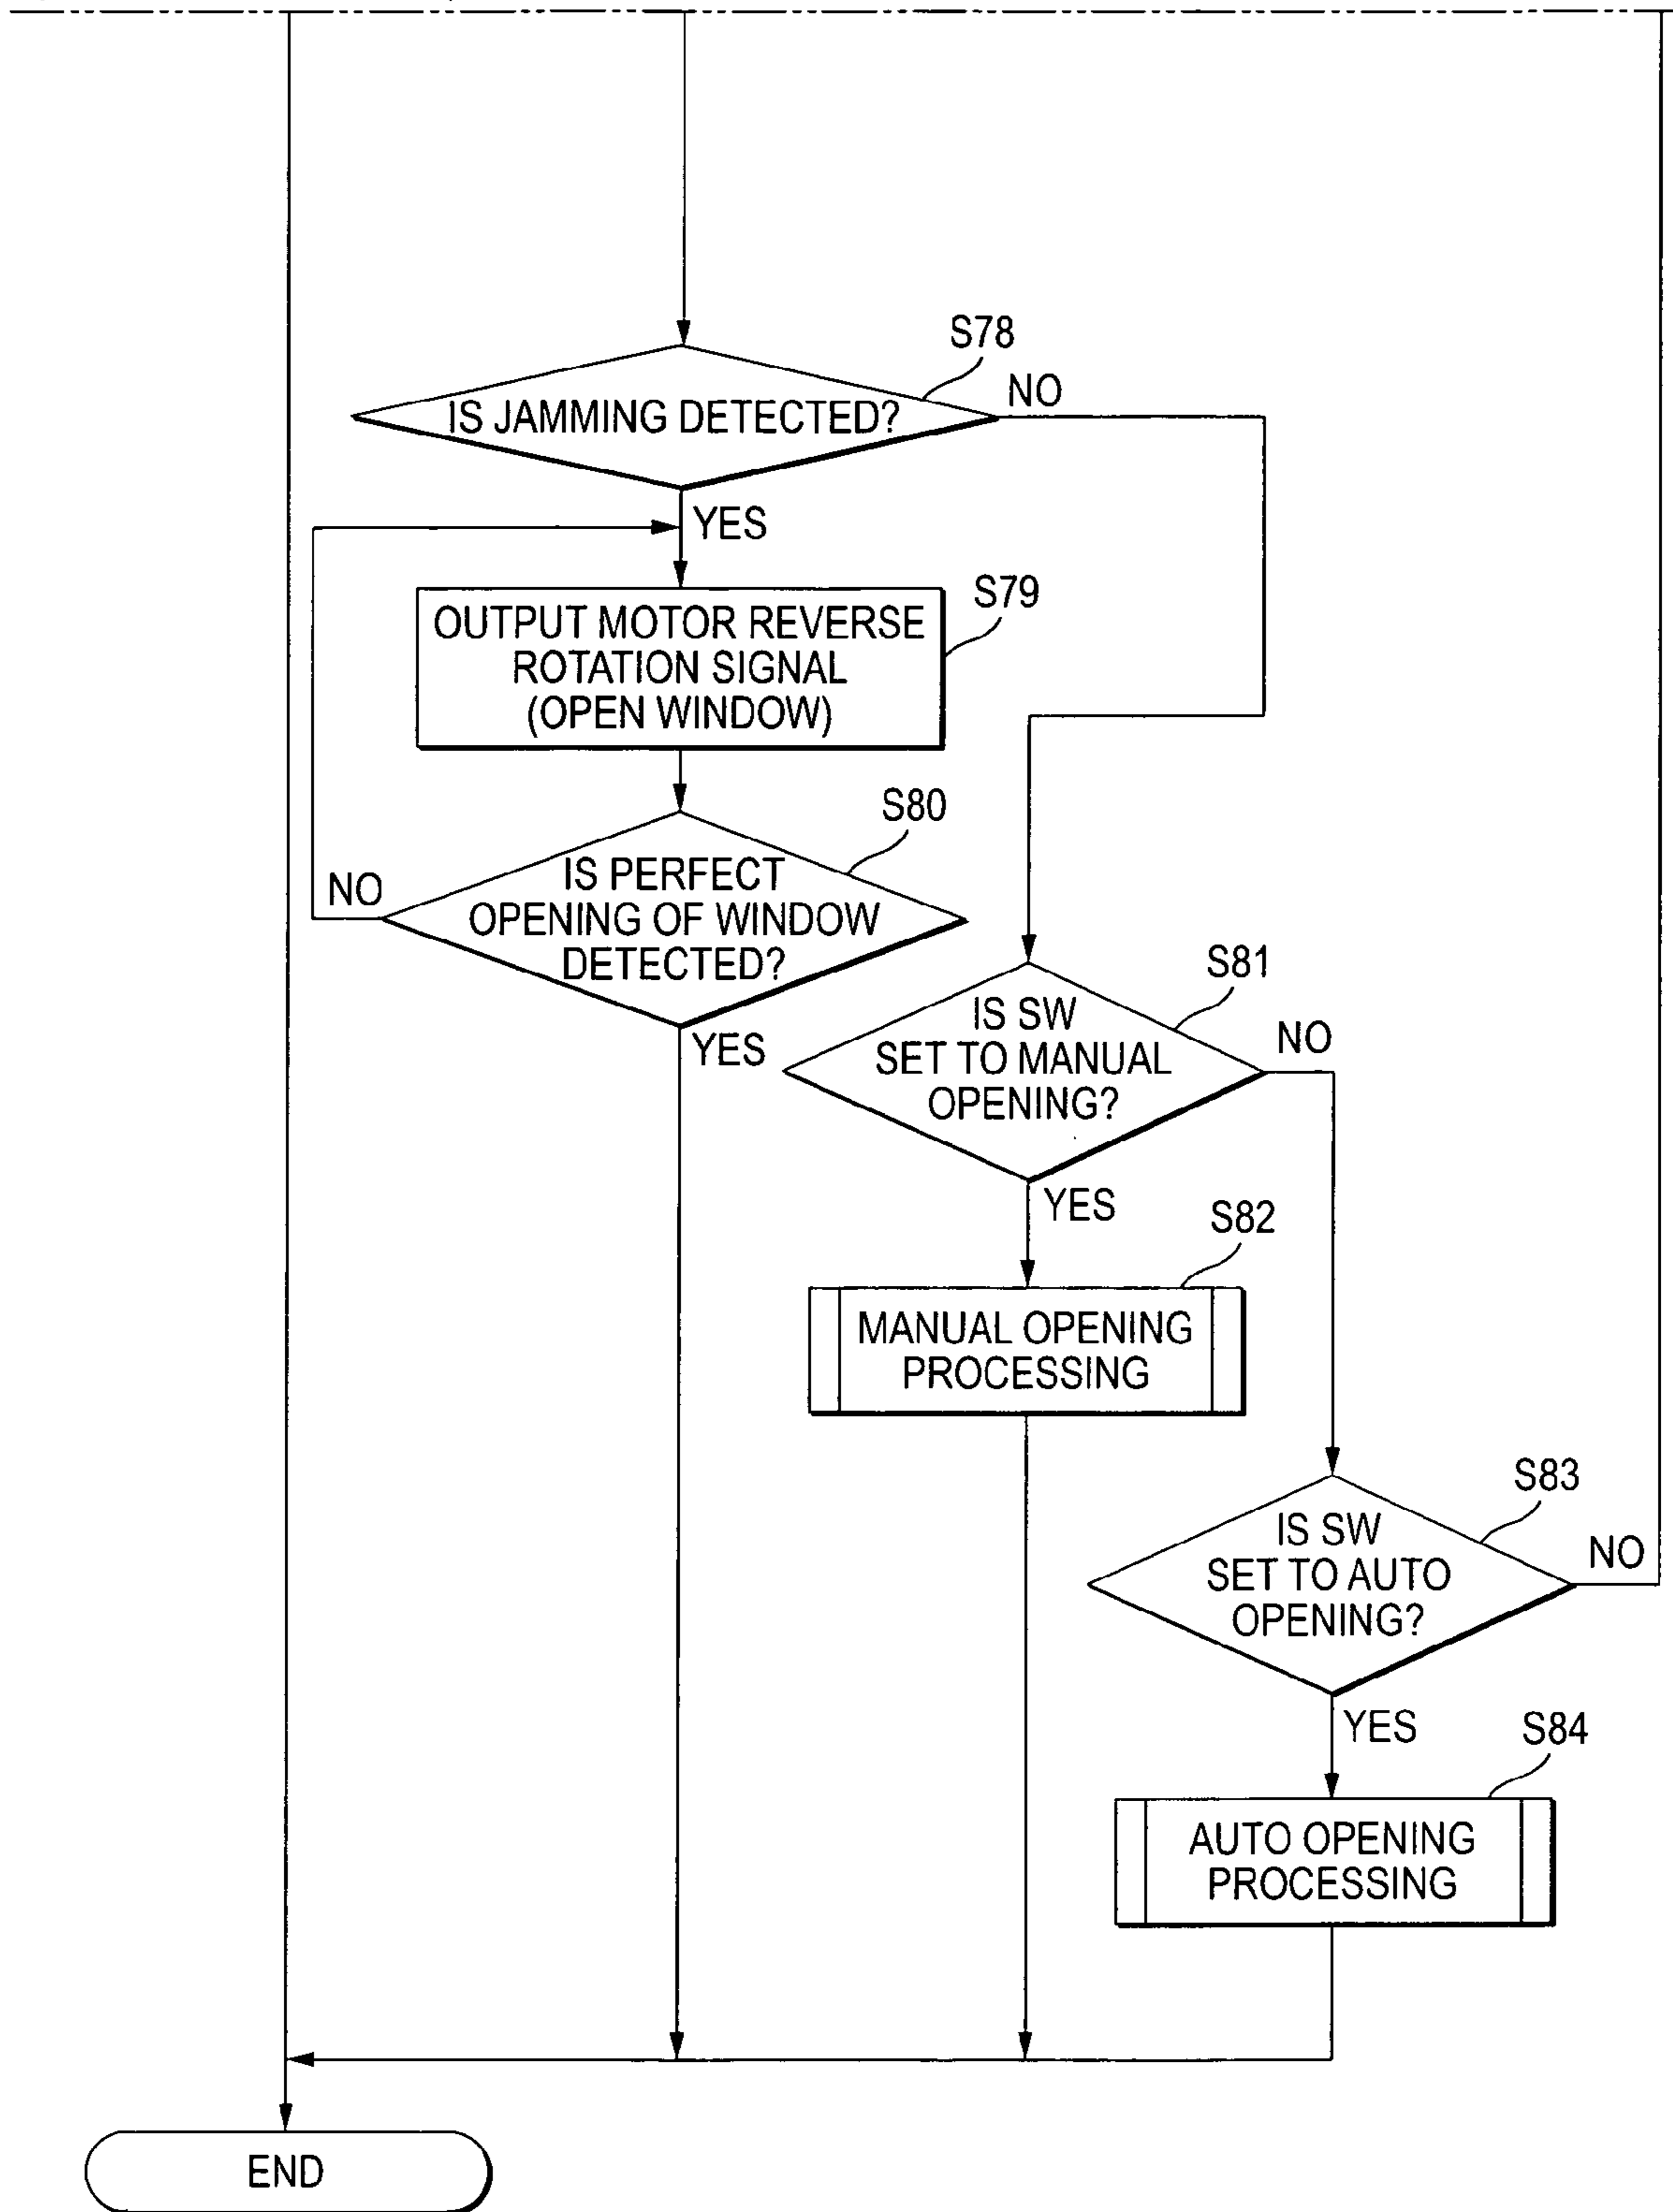 S78
IS JAMMING DETECTED?
NO
YES
S79
OUTPUT MOTOR REVERSE
ROTATION SIGNAL
(OPEN WINDOW)
S80
IS PERFECT
OPENING OF WINDOW
DETECTED?
NO
YES
S81
IS SW
SET TO MANUAL
OPENING?
NO
YES
S82
MANUAL OPENING
PROCESSING
S83
IS SW
SET TO AUTO
OPENING?
NO
YES
S84
AUTO OPENING
PROCESSING
END